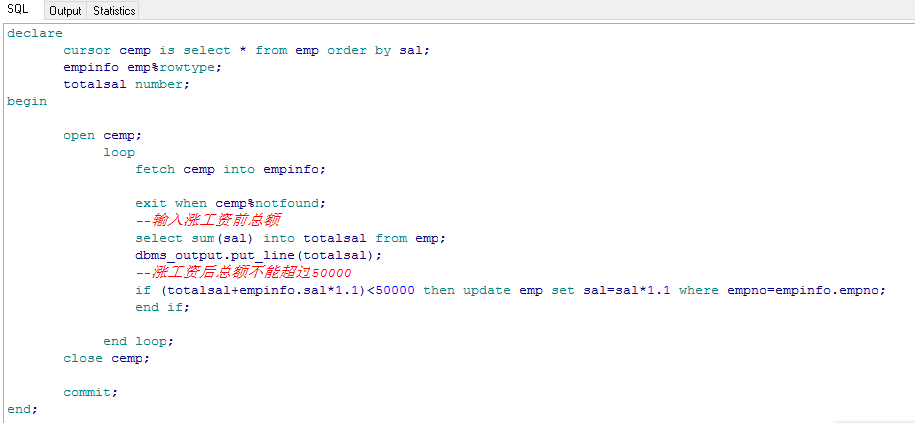 SQL Output Statistics
declare
cursor cemp is select * from emp order by sal;
empinfo emp%rowtype;
totalsal number;
begin
open cemp;
loop
fetch cemp into empinfo;
exit when cemp%notfound;
--输入涨工资前总额
select sum(sal) into totalsal from emp;
dbms_output.put_line(totalsal);
--涨工资后总额不能超过50000
if (totalsal+empinfo.sal*1.1)<50000 then update emp set sal=sal*1.1 where empno=empinfo.empno;
end if;
end loop;
close cemp;
commit;
end;